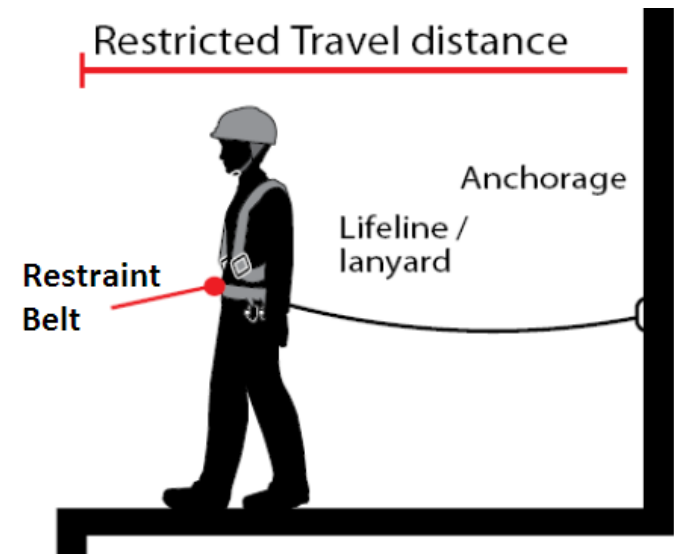 Restricted Travel distance
Anchorage
Lifeline /
lanyard
Restraint
Belt